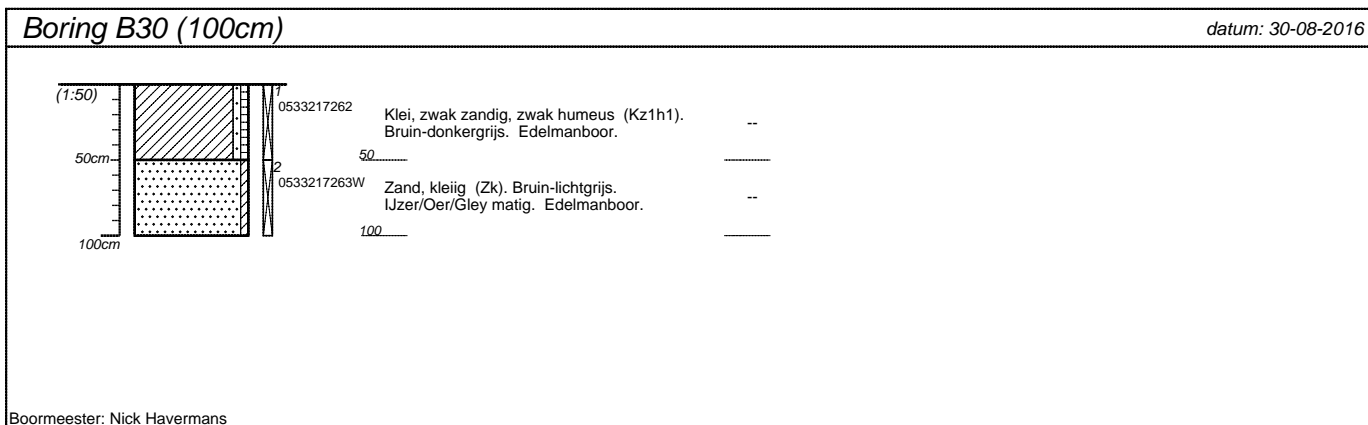 Boring B30 (100cm)
datum: 30-08-2016
(1:50)
1
0533217262
Klei, zwak zandig, zwak humeus (Kz1h1).
Bruin-donkergrijs. Edelmanboor.
--
50cm
50
2
0533217263W
Zand, kleiig (Zk). Bruin-lichtgrijs.
IJzer/Oer/Gley matig. Edelmanboor.
--
100cm
100
Boormeester: Nick Havermans